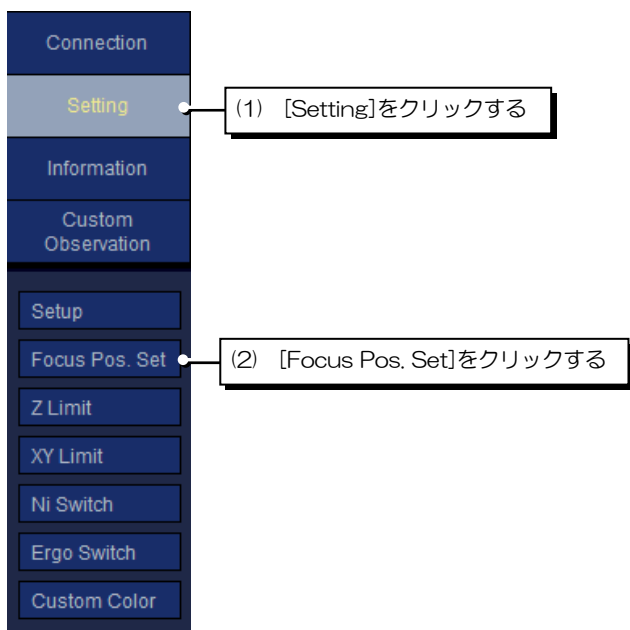 Connection
Setting
(1) [Setting]をクリックする
Information
Custom
Observation
Setup
Focus Pos. Set
(2) [Focus Pos. Set]をクリックする
Z Limit
XY Limit
Ni Switch
Ergo Switch
Custom Color